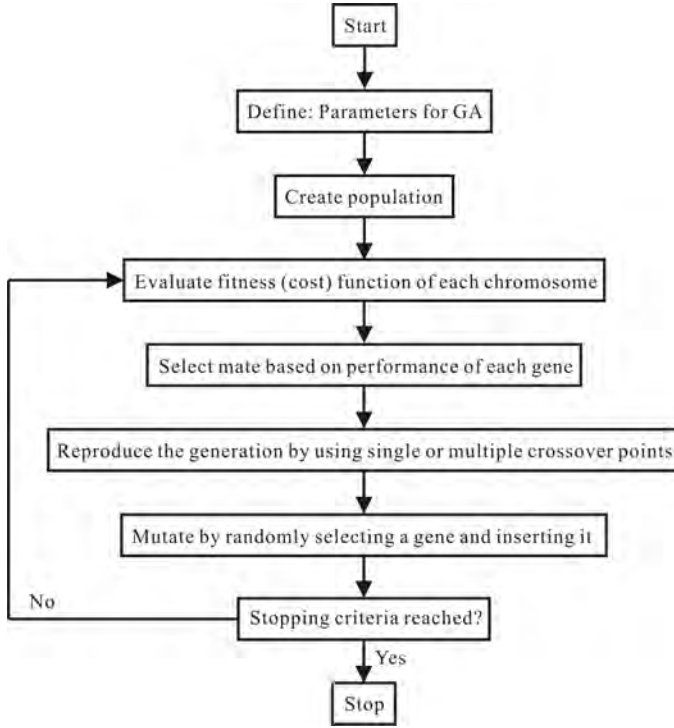 Start
Define: Parameters for GA
Create population
Evaluate fitness (cost) function of each chromosome
Select mate based on performance of each gene
Reproduce the generation by using single or multiple crossover points
Mutate by randomly selecting a gene and inserting it
No
Stopping criteria reached?
Yes
Stop